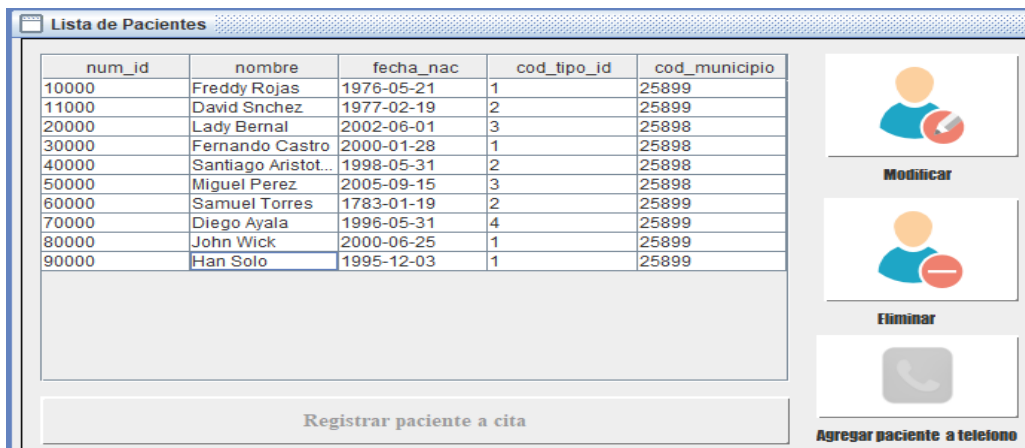 Lista de Pacientes
num_id nombre fecha_nac cod_tipo_id cod_municipio
10000 Freddy Rojas 1976-05-21 1 25899
11000 David Snchez 1977-02-19 2 25899
20000 Lady Bernal 2002-06-01 3 25898
30000 Fernando Castro 2000-01-28 1 25898
40000 Santiago Aristot... 1998-05-31 2 25898
50000 Miguel Perez 2005-09-15 3 25898
60000 Samuel Torres 1783-01-19 2 25899
70000 Diego Ayala 1996-05-31 4 25899
80000 John Wick 2000-06-25 1 25899
90000 Han Solo 1995-12-03 1 25899
Modificar
Eliminar
Registrar paciente a cita
Agregar paciente a telefono